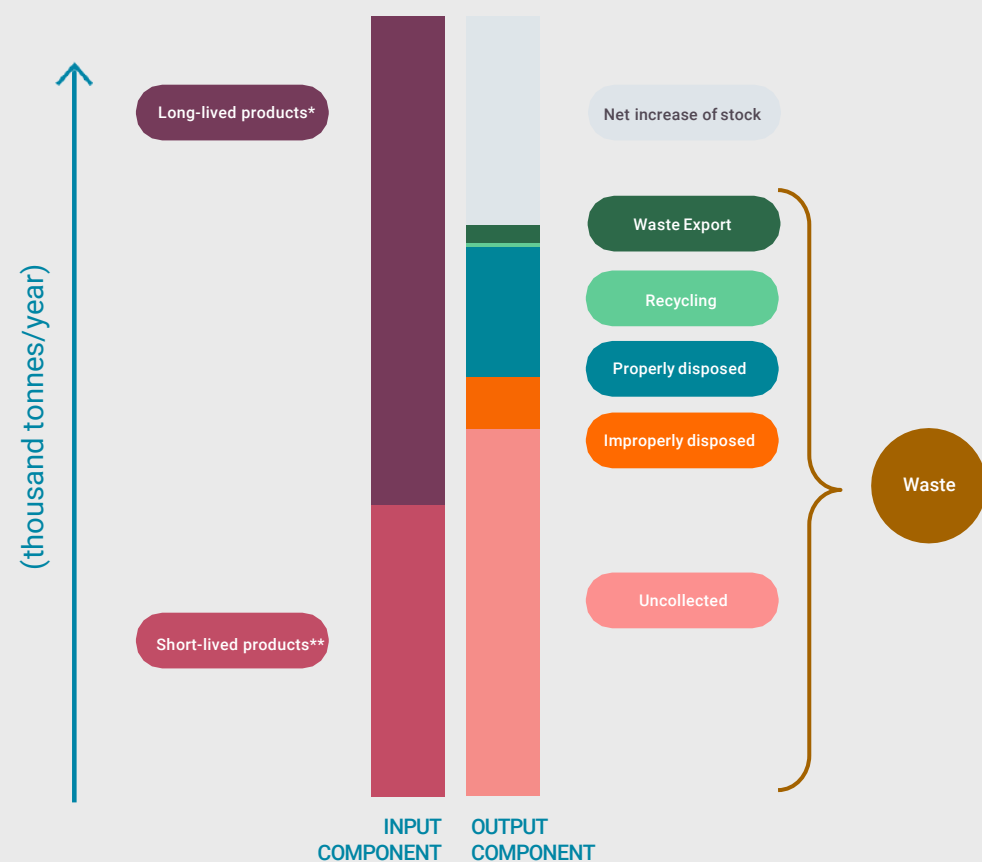 Long-lived products*
Net increase of stock
Waste Export
Recycling
Properly disposed
Improperly disposed
Waste
Uncollected
Short-lived products**
(thousand tonnes/year)
INPUT
COMPONENT
OUTPUT
COMPONENT